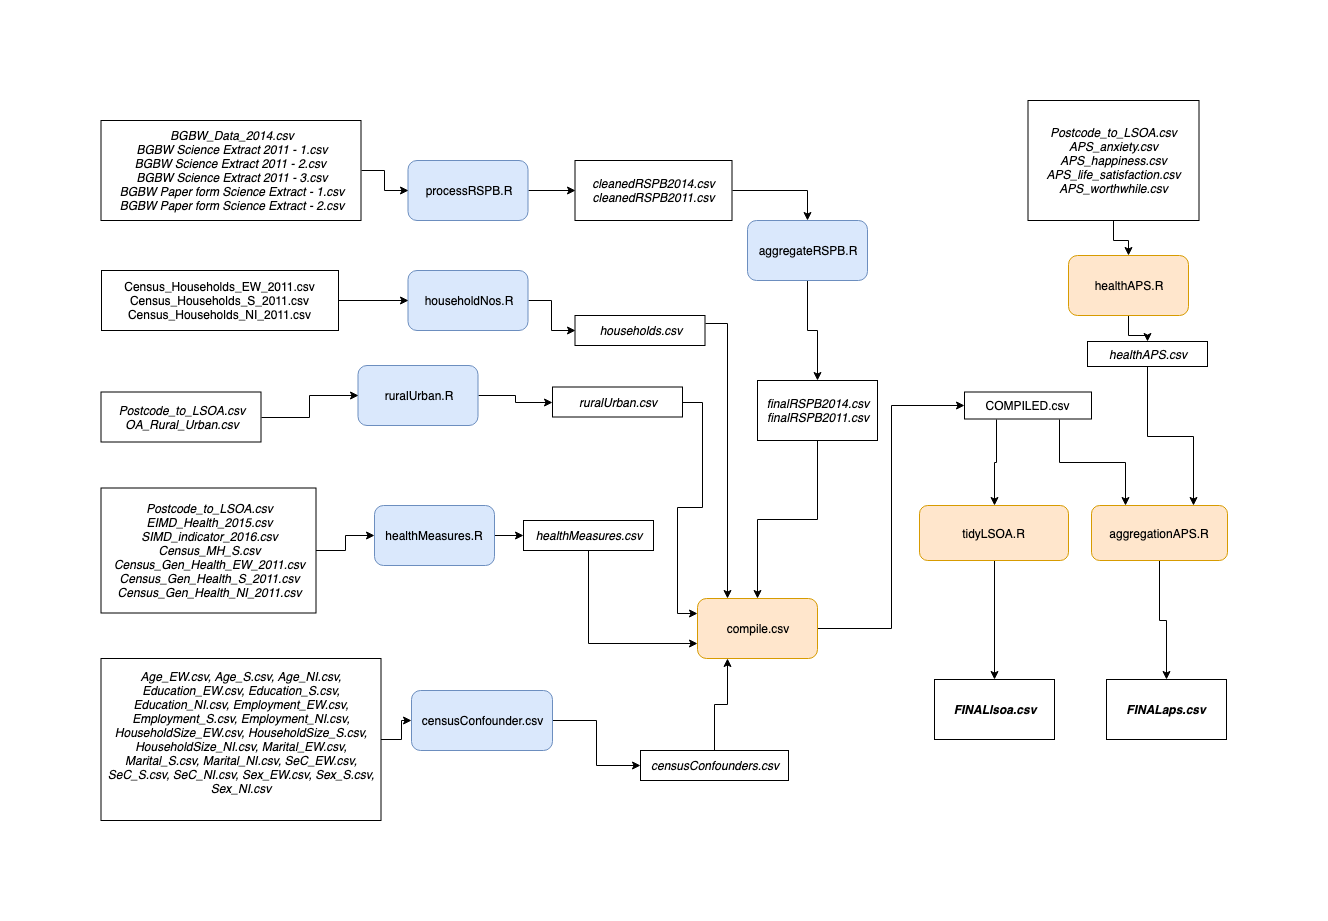 BGBW_Data_2014.csv
BGBW Science Extract 2011 - 1.csv
BGBW Science Extract 2011 - 2.csv
BGBW Science Extract 2011 - 3.csv
BGBW Paper form Science Extract - 1.csv
BGBW Paper form Science Extract - 2.csv
processRSPB.R
cleanedRSPB2014.csv
cleanedRSPB2011.csv
aggregateRSPB.R
Postcode_to_LSOA.csv
APS_anxiety.csv
APS_happiness.csv
APS_life_satisfaction.csv
APS_worthwhile.csv
healthAPS.R
healthAPS.csv
Census_Households_EW_2011.csv
Census_Households_S_2011.csv
Census_Households_NI_2011.csv
householdNos.R
households.csv
Postcode_to_LSOA.csv
OA_Rural_Urban.csv
ruralUrban.R
ruralUrban.csv
finalRSPB2014.csv
finalRSPB2011.csv
COMPILED.csv
Postcode_to_LSOA.csv
EIMD_Health_2015.csv
SIMD_indicator_2016.csv
Census_MH_S.csv
Census_Gen_Health_EW_2011.csv
Census_Gen_Health_S_2011.csv
Census_Gen_Health_NI_2011.csv
healthMeasures.R
healthMeasures.csv
tidyLSOA.R
aggregationAPS.R
compile.csv
Age_EW.csv, Age_S.csv, Age_NI.csv,
Education_EW.csv, Education_S.csv,
Education_NI.csv, Employment_EW.csv,
Employment_S.csv, Employment_NI.csv,
HouseholdSize_EW.csv, HouseholdSize_S.csv,
HouseholdSize_NI.csv, Marital_EW.csv,
Marital_S.csv, Marital_NI.csv, SeC_EW.csv,
SeC_S.csv, SeC_NI.csv, Sex_EW.csv, Sex_S.csv,
Sex_NI.csv
censusConfounder.csv
censusConfounders.csv
FINALlsoa.csv
FINALaps.csv